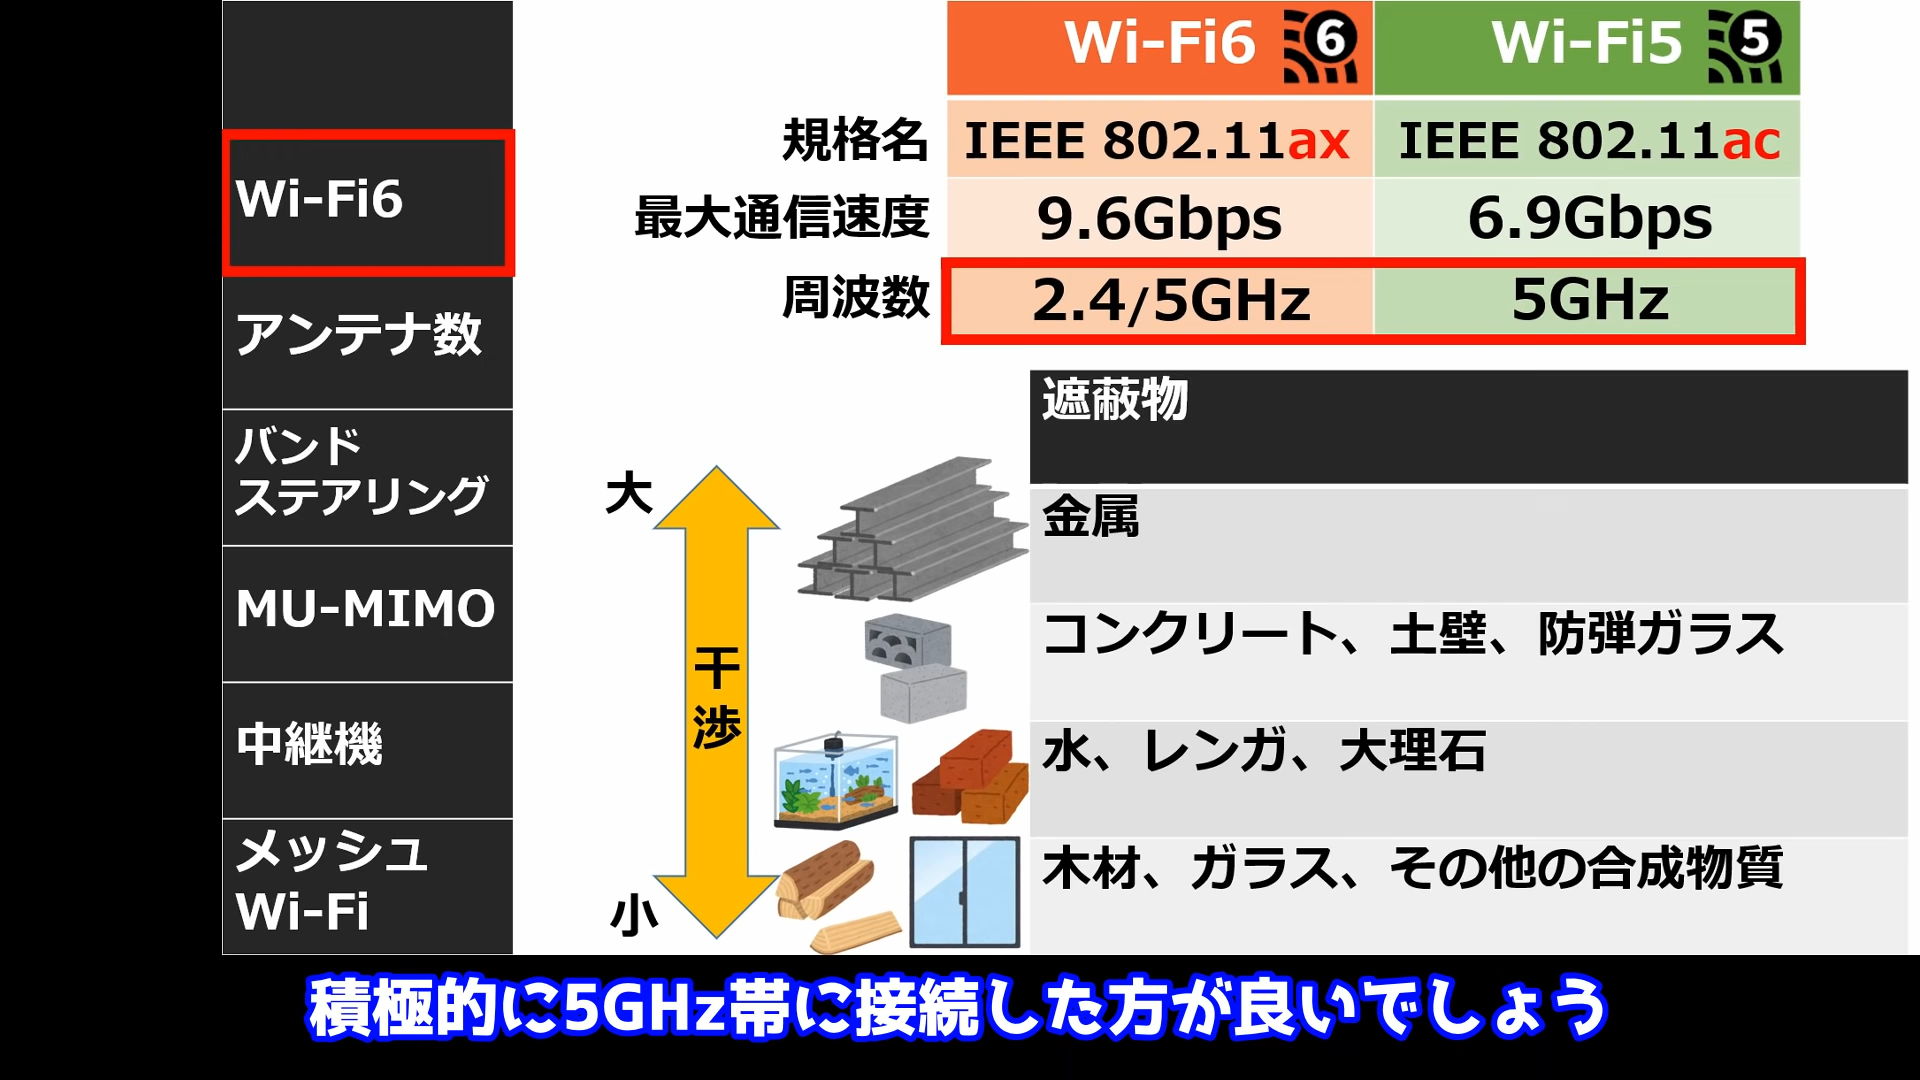 Wi-Fi6
アンテナ数
バンド
ステアリング
MU-MIMO
中継機
メッシュ
Wi-Fi
Wi-Fi6 6 Wi-Fi5 5
規格名 IEEE 802.11ax IEEE 802.11ac
最大通信速度 9.6Gbps 6.9Gbps
周波数 2.4/5GHz 5GHz
遮蔽物
大
干渉
小
金属
コンクリート、土壁、防弾ガラス
水、レンガ、大理石
木材、ガラス、その他の合成物質
積極的に5GHz帯に接続した方が良いでしょう